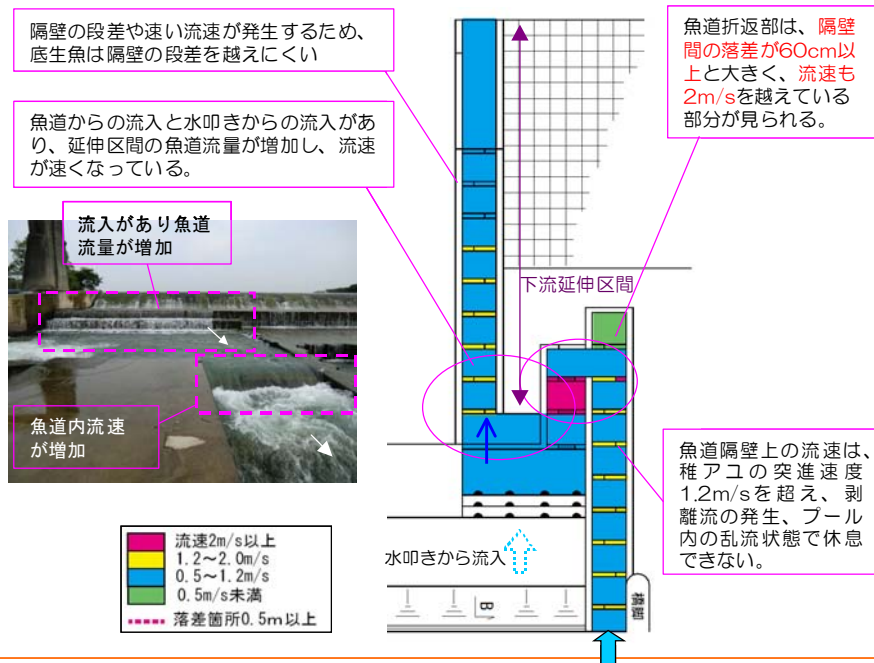 隔壁の段差や速い流速が発生するため、
底生魚は隔壁の段差を越えにくい
魚道からの流入と水叩きからの流入があ
り、延伸区間の魚道流量が増加し、流速
が速くなっている。
流入があり魚道
流量が増加
魚道内流速
が増加
流速2m/s以上
1.2～2.0m/s
0.5～1.2m/s
0.5m/s未満
落差箇所0.5m以上
下流延伸区間
水叩きから流入
B
橋脚
魚道折返部は、隔壁
間の落差が60cm以
上と大きく、流速も
2m/sを越えている
部分が見られる。
魚道隔壁上の流速は、
稚アユの突進速度
1.2m/sを超え、剥
離流の発生、プール
内の乱流状態で休息
できない。